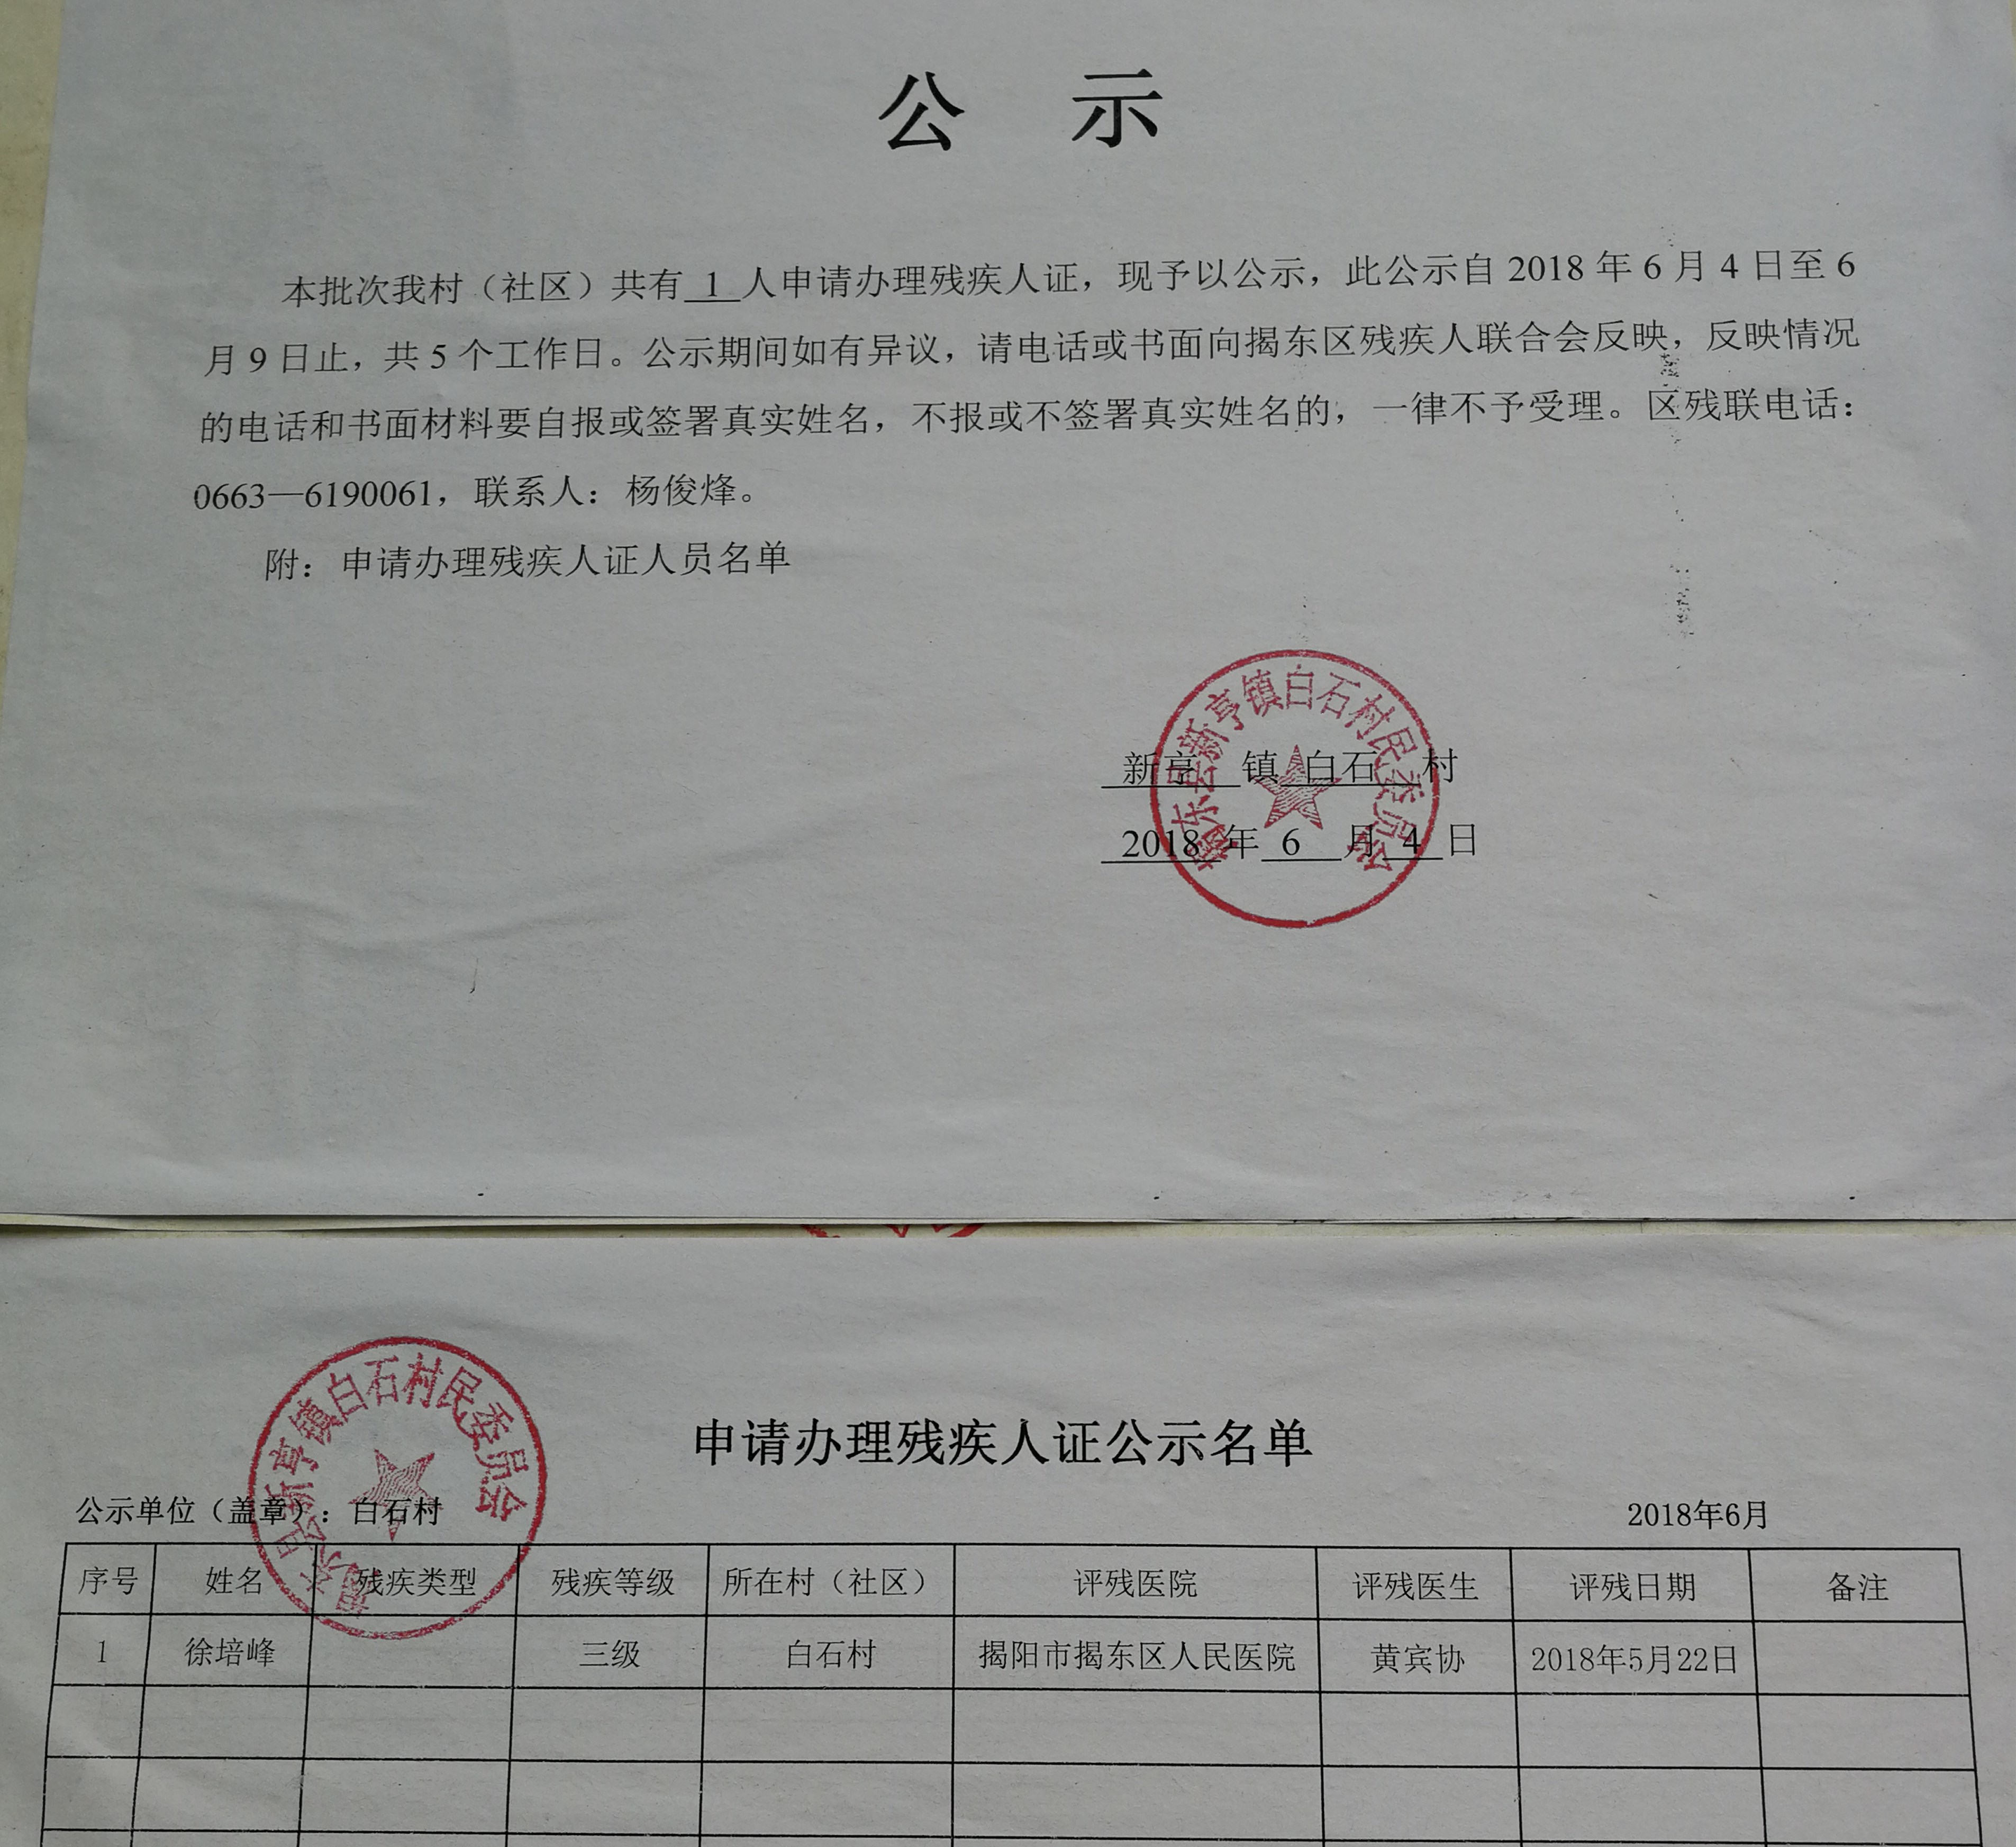 公 示
本批次我村（社区）共有 1 人申请办理残疾人证，现予以公示，此公示自 2018 年 6 月 4 日至 6
月 9 日止，共 5 个工作日。公示期间如有异议，请电话或书面向揭东区残疾人联合会反映，反映情况
的电话和书面材料要自报或签署真实姓名，不报或不签署真实姓名的，一律不予受理。区残联电话：
0663—6190061，联系人：杨俊烽。
附：申请办理残疾人证人员名单
揭东县新亨镇白石村民委员会
新亨 镇 白石 村
2018 年 6 月 4 日
揭东县新亨镇白石村民委员会
申请办理残疾人证公示名单
公示单位（盖章）：白石村 2018年6月
序号 姓名 残疾类型 残疾等级 所在村（社区） 评残医院 评残医生 评残日期 备注
1 徐培峰 三级 白石村 揭阳市揭东区人民医院 黄宾协 2018年5月22日